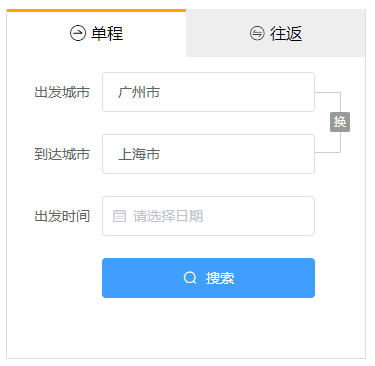 单程
往返
出发城市 广州市
换
到达城市 上海市
出发时间 请选择日期
搜索